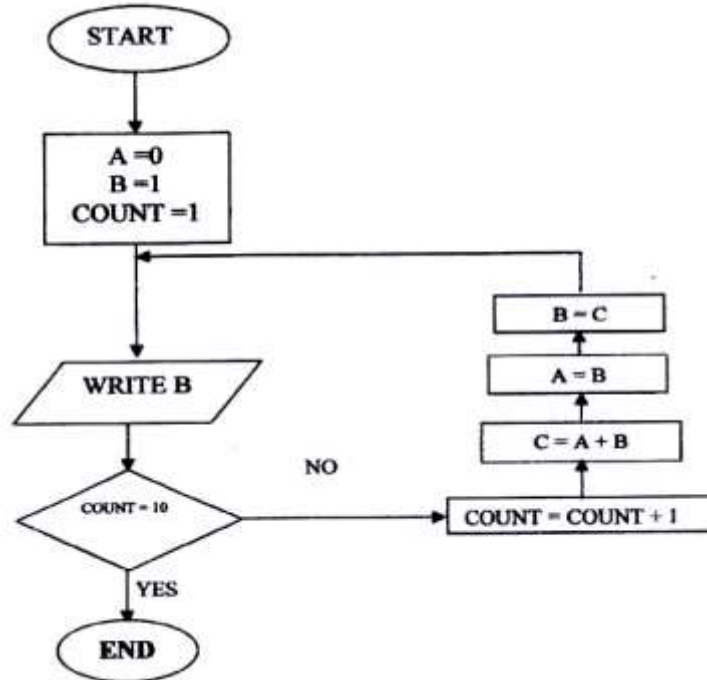 START
A =0
B =1
COUNT =1
B = C
A = B
WRITE B
C = A + B
NO
COUNT = 10
COUNT = COUNT + 1
YES
END